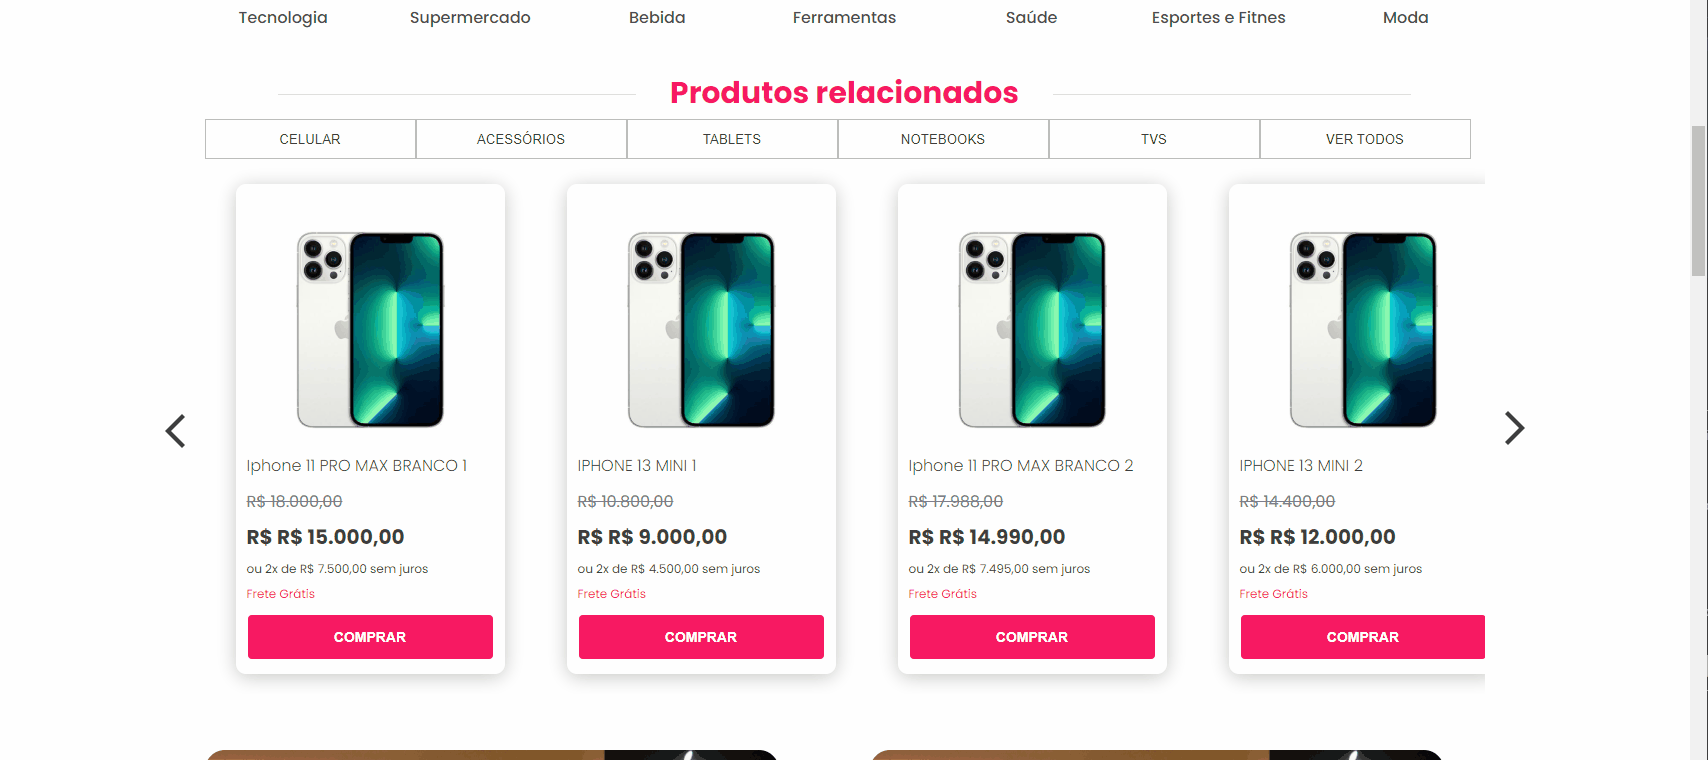 Tecnologia Supermercado Bebida Ferramentas Saúde Esportes e Fitnes Moda
Produtos relacionados
CELULAR ACESSÓRIOS TABLETS NOTEBOOKS TVS VER TODOS
Iphone 11 PRO MAX BRANCO 1
R$ 18.000,00
R$ R$ 15.000,00
ou 2x de R$ 7.500,00 sem juros
Frete Grátis
COMPRAR
IPHONE 13 MINI 1
R$ 10.800,00
R$ R$ 9.000,00
ou 2x de R$ 4.500,00 sem juros
Frete Grátis
COMPRAR
Iphone 11 PRO MAX BRANCO 2
R$ 17.988,00
R$ R$ 14.990,00
ou 2x de R$ 7.495,00 sem juros
Frete Grátis
COMPRAR
IPHONE 13 MINI 2
R$ 14.400,00
R$ R$ 12.000,00
ou 2x de R$ 6.000,00 sem juros
Frete Grátis
COMPRAR